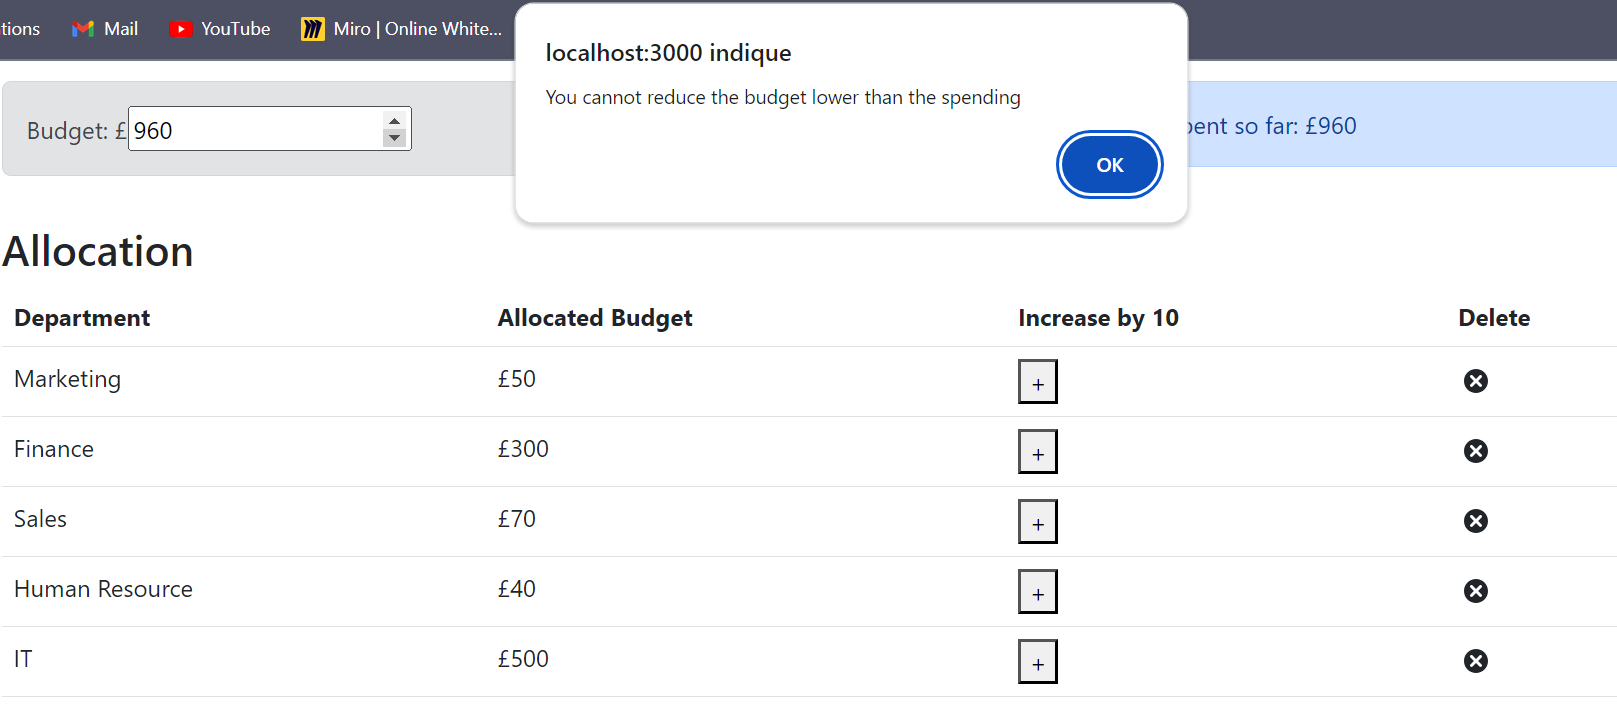 tions Mail YouTube Miro | Online White...
localhost:3000 indique
You cannot reduce the budget lower than the spending
OK
Budget: £ 960
pent so far: £960
Allocation
Department Allocated Budget Increase by 10 Delete
Marketing £50 +
Finance £300 +
Sales £70 +
Human Resource £40 +
IT £500 +